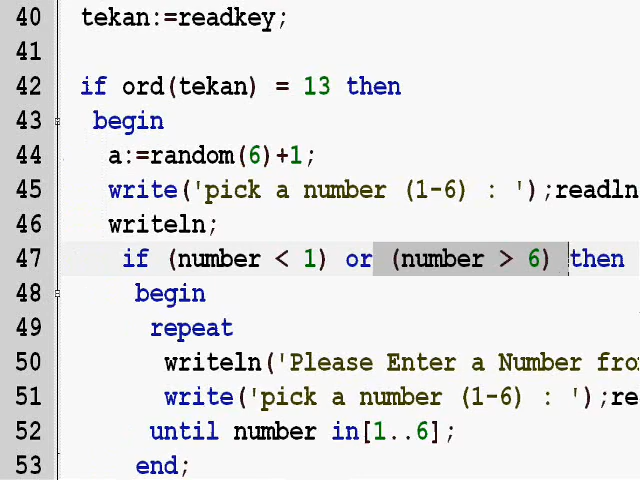 40 tekan:=readkey;
41
42 if ord(tekan) = 13 then
43 begin
44 a:=random(6)+1;
45 write('pick a number (1-6) : ');readln
46 writeln;
47 if (number < 1) or (number > 6) then
48 begin
49 repeat
50 writeln('Please Enter a Number from
51 write('pick a number (1-6) : ');rea
52 until number in[1..6];
53 end;